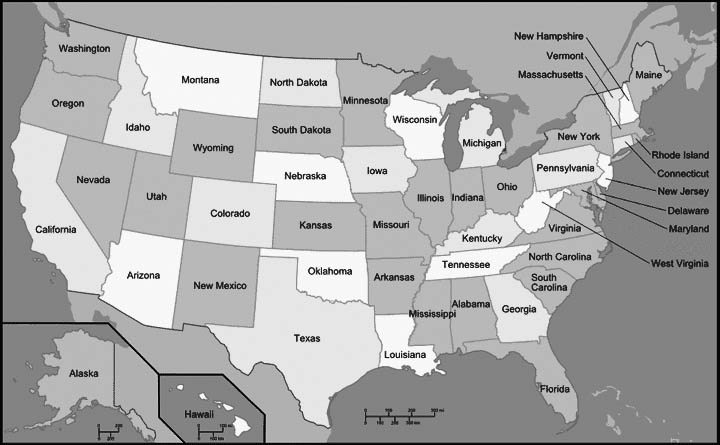 New Hampshire
Vermont
Massachusetts
Washington
Montana
North Dakota
Minnesota
Maine
Oregon
Idaho
Wisconsin
South Dakota
Michigan
New York
Wyoming
Rhode Island
Iowa
Pennsylvania
Connecticut
Nebraska
Nevada
Ohio
New Jersey
Utah
Illinois
Indiana
Delaware
Colorado
Kansas
Missouri
Virginia
Maryland
California
Kentucky
West Virginia
North Carolina
Tennessee
Arizona
Oklahoma
New Mexico
Arkansas
South
Carolina
Mississippi
Alabama
Georgia
Texas
Louisiana
Alaska
Florida
Hawaii